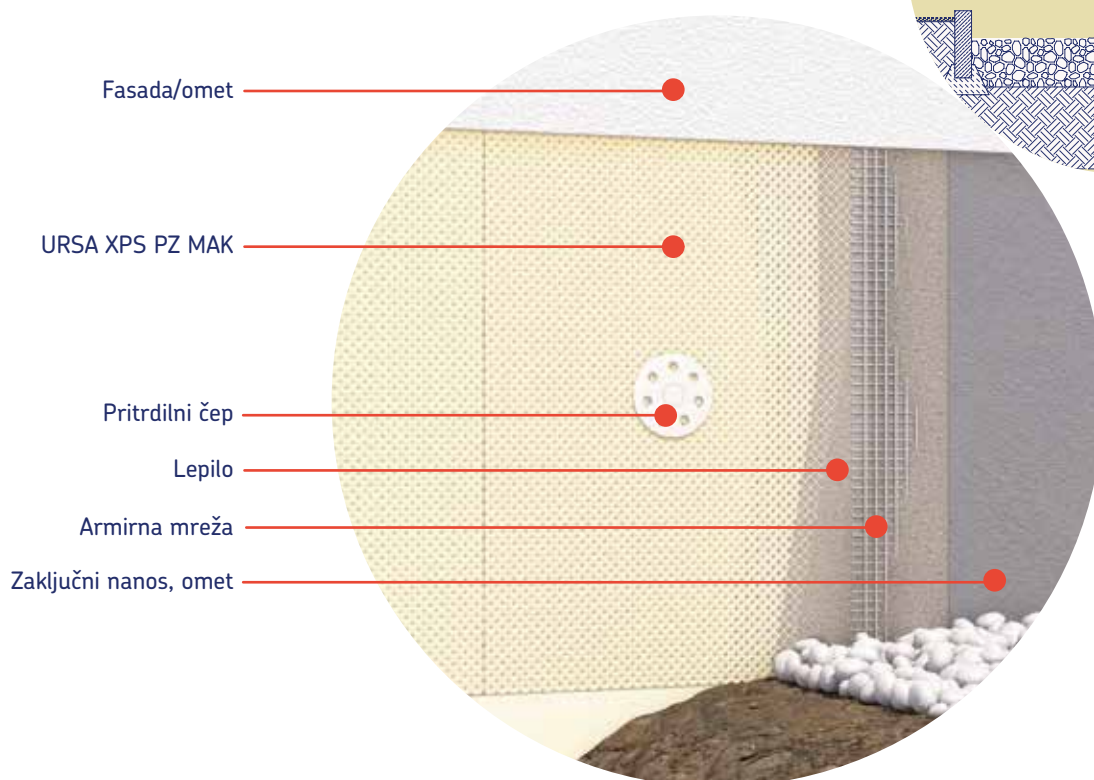 Fasada/omet
URSA XPS PZ MAK
Pritrdilni čep
Lepilo
Armirna mreža
Zaključni nanos, omet